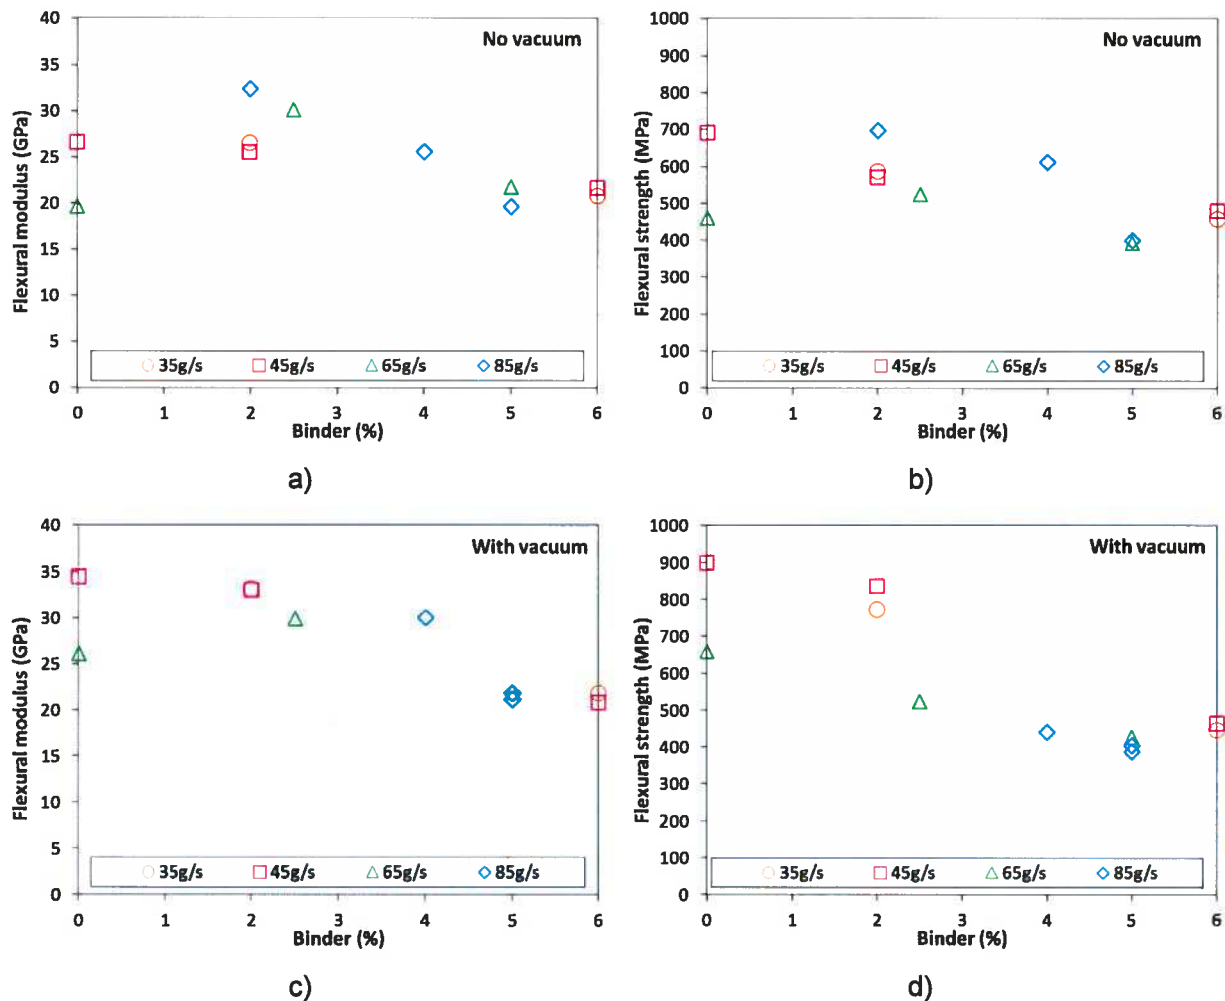 No vacuum
Flexural modulus (GPa)
40
35
30
25
20
15
10
5
0
35g/s 45g/s 65g/s 85g/s
0 1 2 3 4 5 6
Binder (%)
a)
No vacuum
Flexural strength (MPa)
1000
900
800
700
600
500
400
300
200
100
0
35g/s 45g/s 65g/s 85g/s
0 1 2 3 4 5 6
Binder (%)
b)
With vacuum
Flexural modulus (GPa)
40
35
30
25
20
15
10
5
0
35g/s 45g/s 65g/s 85g/s
0 1 2 3 4 5 6
Binder (%)
c)
With vacuum
Flexural strength (MPa)
1000
900
800
700
600
500
400
300
200
100
0
35g/s 45g/s 65g/s 85g/s
0 1 2 3 4 5 6
Binder (%)
d)